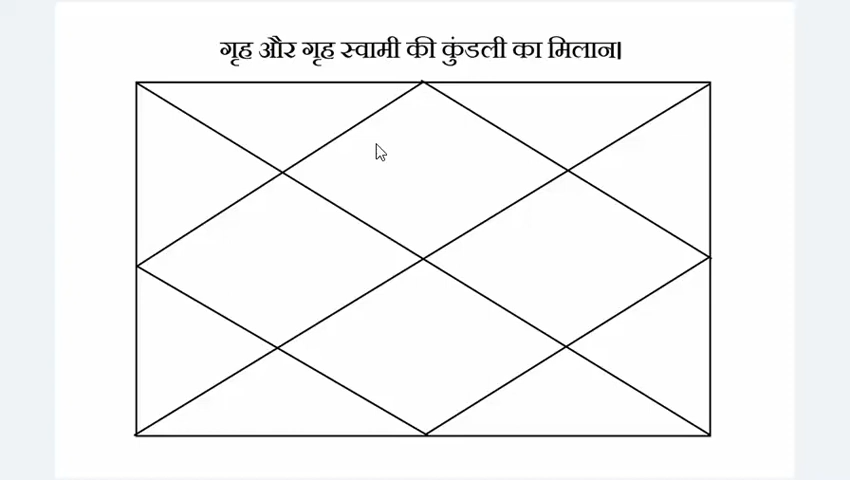 गृह और गृह स्वामी की कुंडली का मिलान।